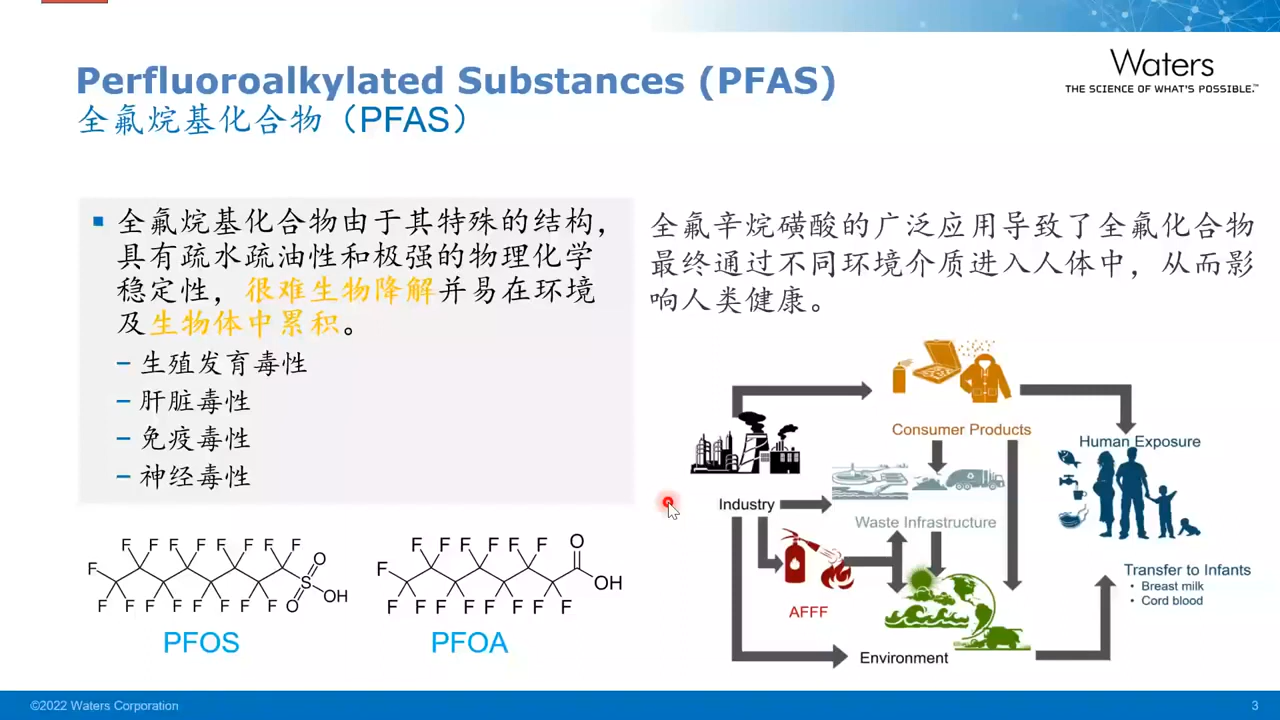 Perfluoroalkylated Substances (PFAS)
全氟烷基化合物（PFAS）
Waters
THE SCIENCE OF WHAT'S POSSIBLE.™
▪ 全氟烷基化合物由于其特殊的结构，
具有疏水疏油性和极强的物理化学
稳定性，很难生物降解并易在环境
及生物体中累积。
– 生殖发育毒性
– 肝脏毒性
– 免疫毒性
– 神经毒性
全氟辛烷磺酸的广泛应用导致了全氟化合物
最终通过不同环境介质进入人体中，从而影
响人类健康。
F F F F F F F F
F
O
S
OH
F F F F F F F F
O
PFOS
F F F F F F
O
F
OH
F F F F F F F F
PFOA
Consumer Products
Human Exposure
Industry
Waste Infrastructure
AFFF
Transfer to Infants
• Breast milk
• Cord blood
Environment
©2022 Waters Corporation
3